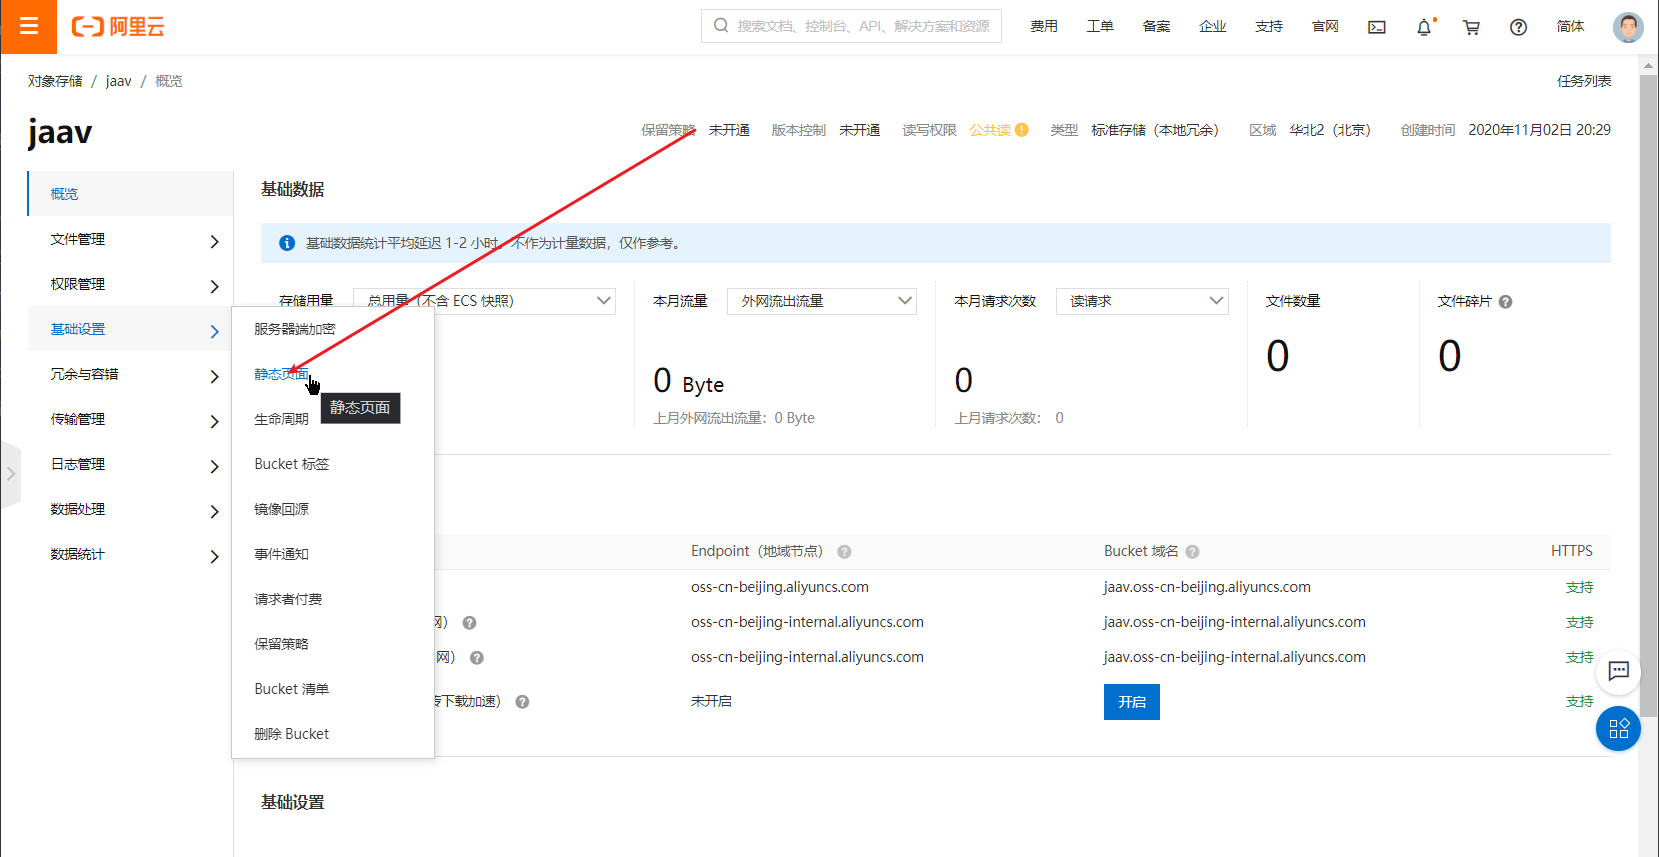 阿里云
搜索文档、控制台、API、解决方案和资源
费用 工单 备案 企业 支持 官网 简体
对象存储 / jaav / 概览
任务列表
jaav
保留策略 未开通 版本控制 未开通 读写权限 公共读 类型 标准存储（本地冗余） 区域 华北2（北京） 创建时间 2020年11月02日 20:29
概览
文件管理
权限管理
基础设置
冗余与容错
传输管理
日志管理
数据处理
数据统计
服务器端加密
静态页面
静态页面
生命周期
Bucket 标签
镜像回源
事件通知
请求者付费
保留策略
Bucket 清单
删除 Bucket
基础数据
基础数据统计平均延迟 1-2 小时。不作为计量数据，仅作参考。
存储用量 总用量（不含 ECS 快照）
本月流量 外网流出流量
0 Byte
上月外网流出流量：0 Byte
本月请求次数 读请求
0
上月请求次数： 0
文件数量
0
文件碎片
0
Endpoint（地域节点） Bucket 域名 HTTPS
oss-cn-beijing.aliyuncs.com jaav.oss-cn-beijing.aliyuncs.com 支持
网） oss-cn-beijing-internal.aliyuncs.com jaav.oss-cn-beijing-internal.aliyuncs.com 支持
网） oss-cn-beijing-internal.aliyuncs.com jaav.oss-cn-beijing-internal.aliyuncs.com 支持
传下载加速） 未开启 开启 支持
基础设置